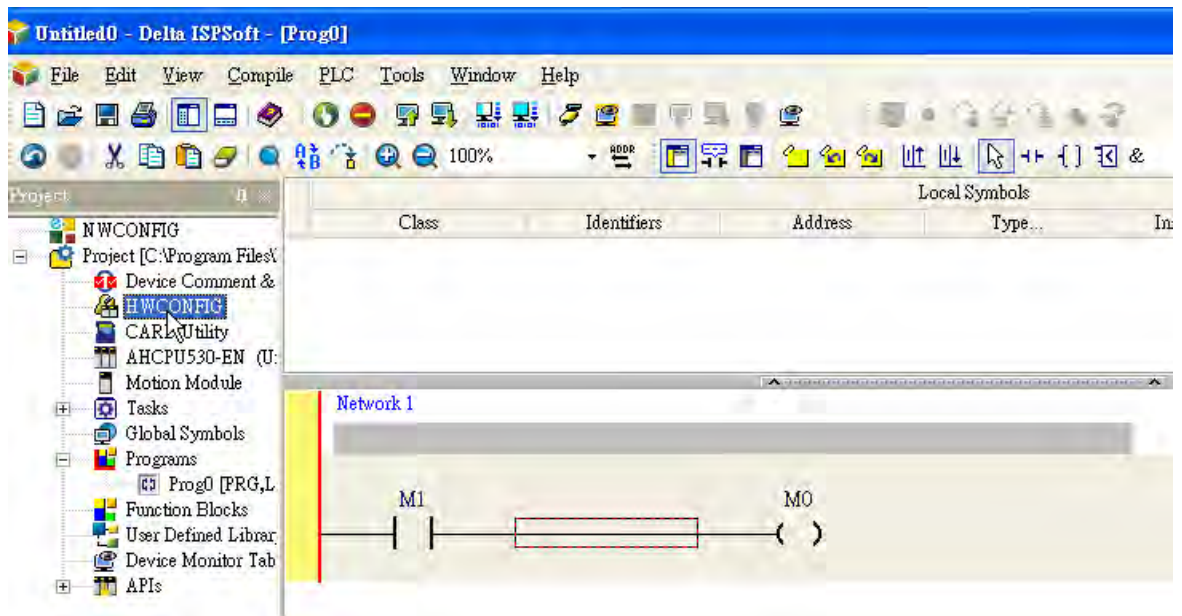 Untitled0 - Delta ISPSoft - [Prog0]
File Edit View Compile PLC Tools Window Help
100% ADDR &
Project
Local Symbols
Class Identifiers Address Type... In
NWCONFIG
Project [C:\Program Files\
Device Comment &
HWCONFIG
CARD Utility
AHCPU530-EN (U:
Motion Module
Tasks
Global Symbols
Programs
Prog0 [PRG,L
Function Blocks
User Defined Librar
Device Monitor Tab
APIs
Network 1
M1 M0